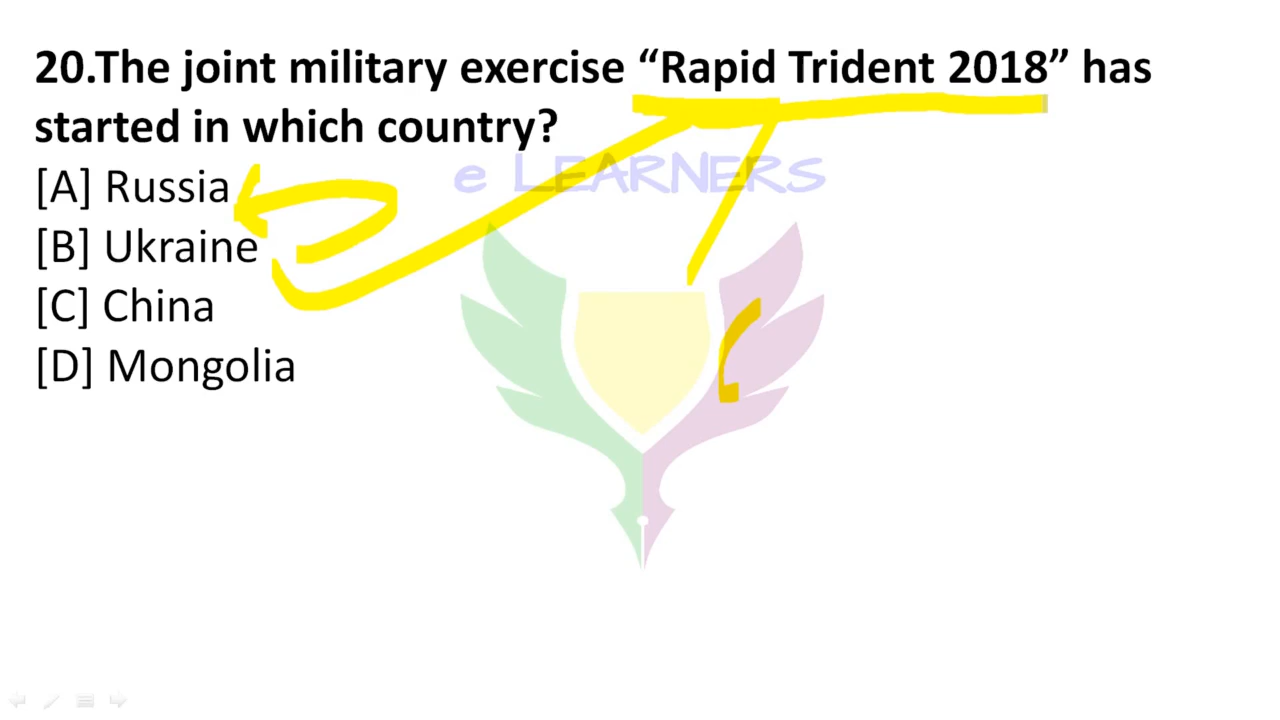 20.The joint military exercise “Rapid Trident 2018” has
started in which country?
e LEARNERS
[A] Russia
[B] Ukraine
[C] China
[D] Mongolia